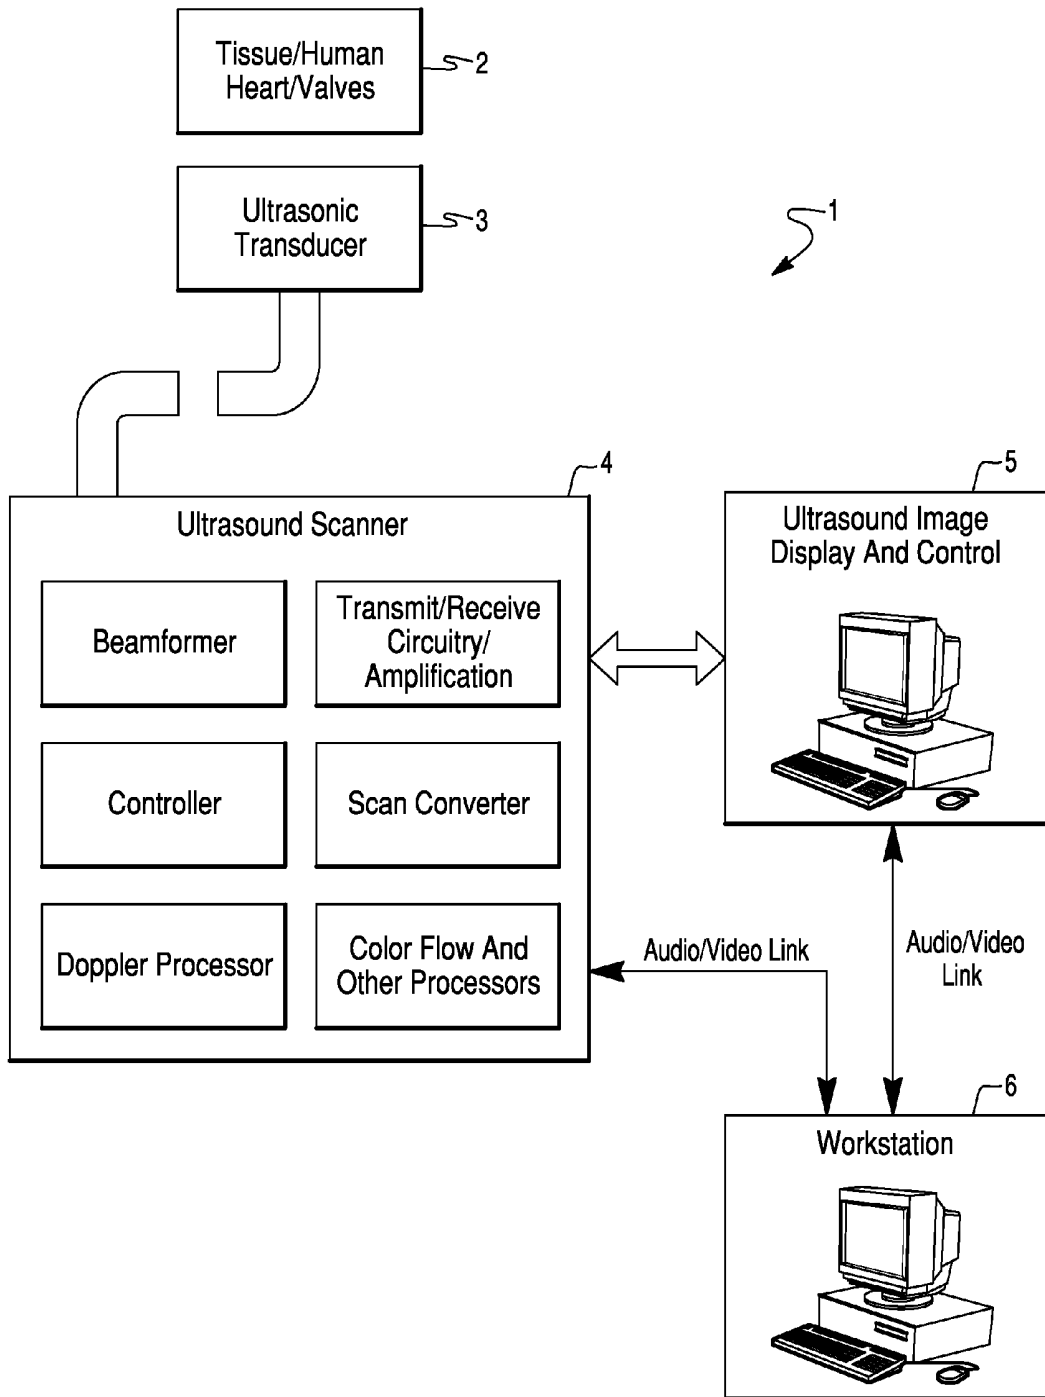 Tissue/Human
Heart/Valves
2
Ultrasonic
Transducer
3
1
4
Ultrasound Scanner
Beamformer
Transmit/Receive
Circuitry/
Amplification
Controller
Scan Converter
Doppler Processor
Color Flow And
Other Processors
5
Ultrasound Image
Display And Control
Audio/Video Link
Audio/Video
Link
6
Workstation